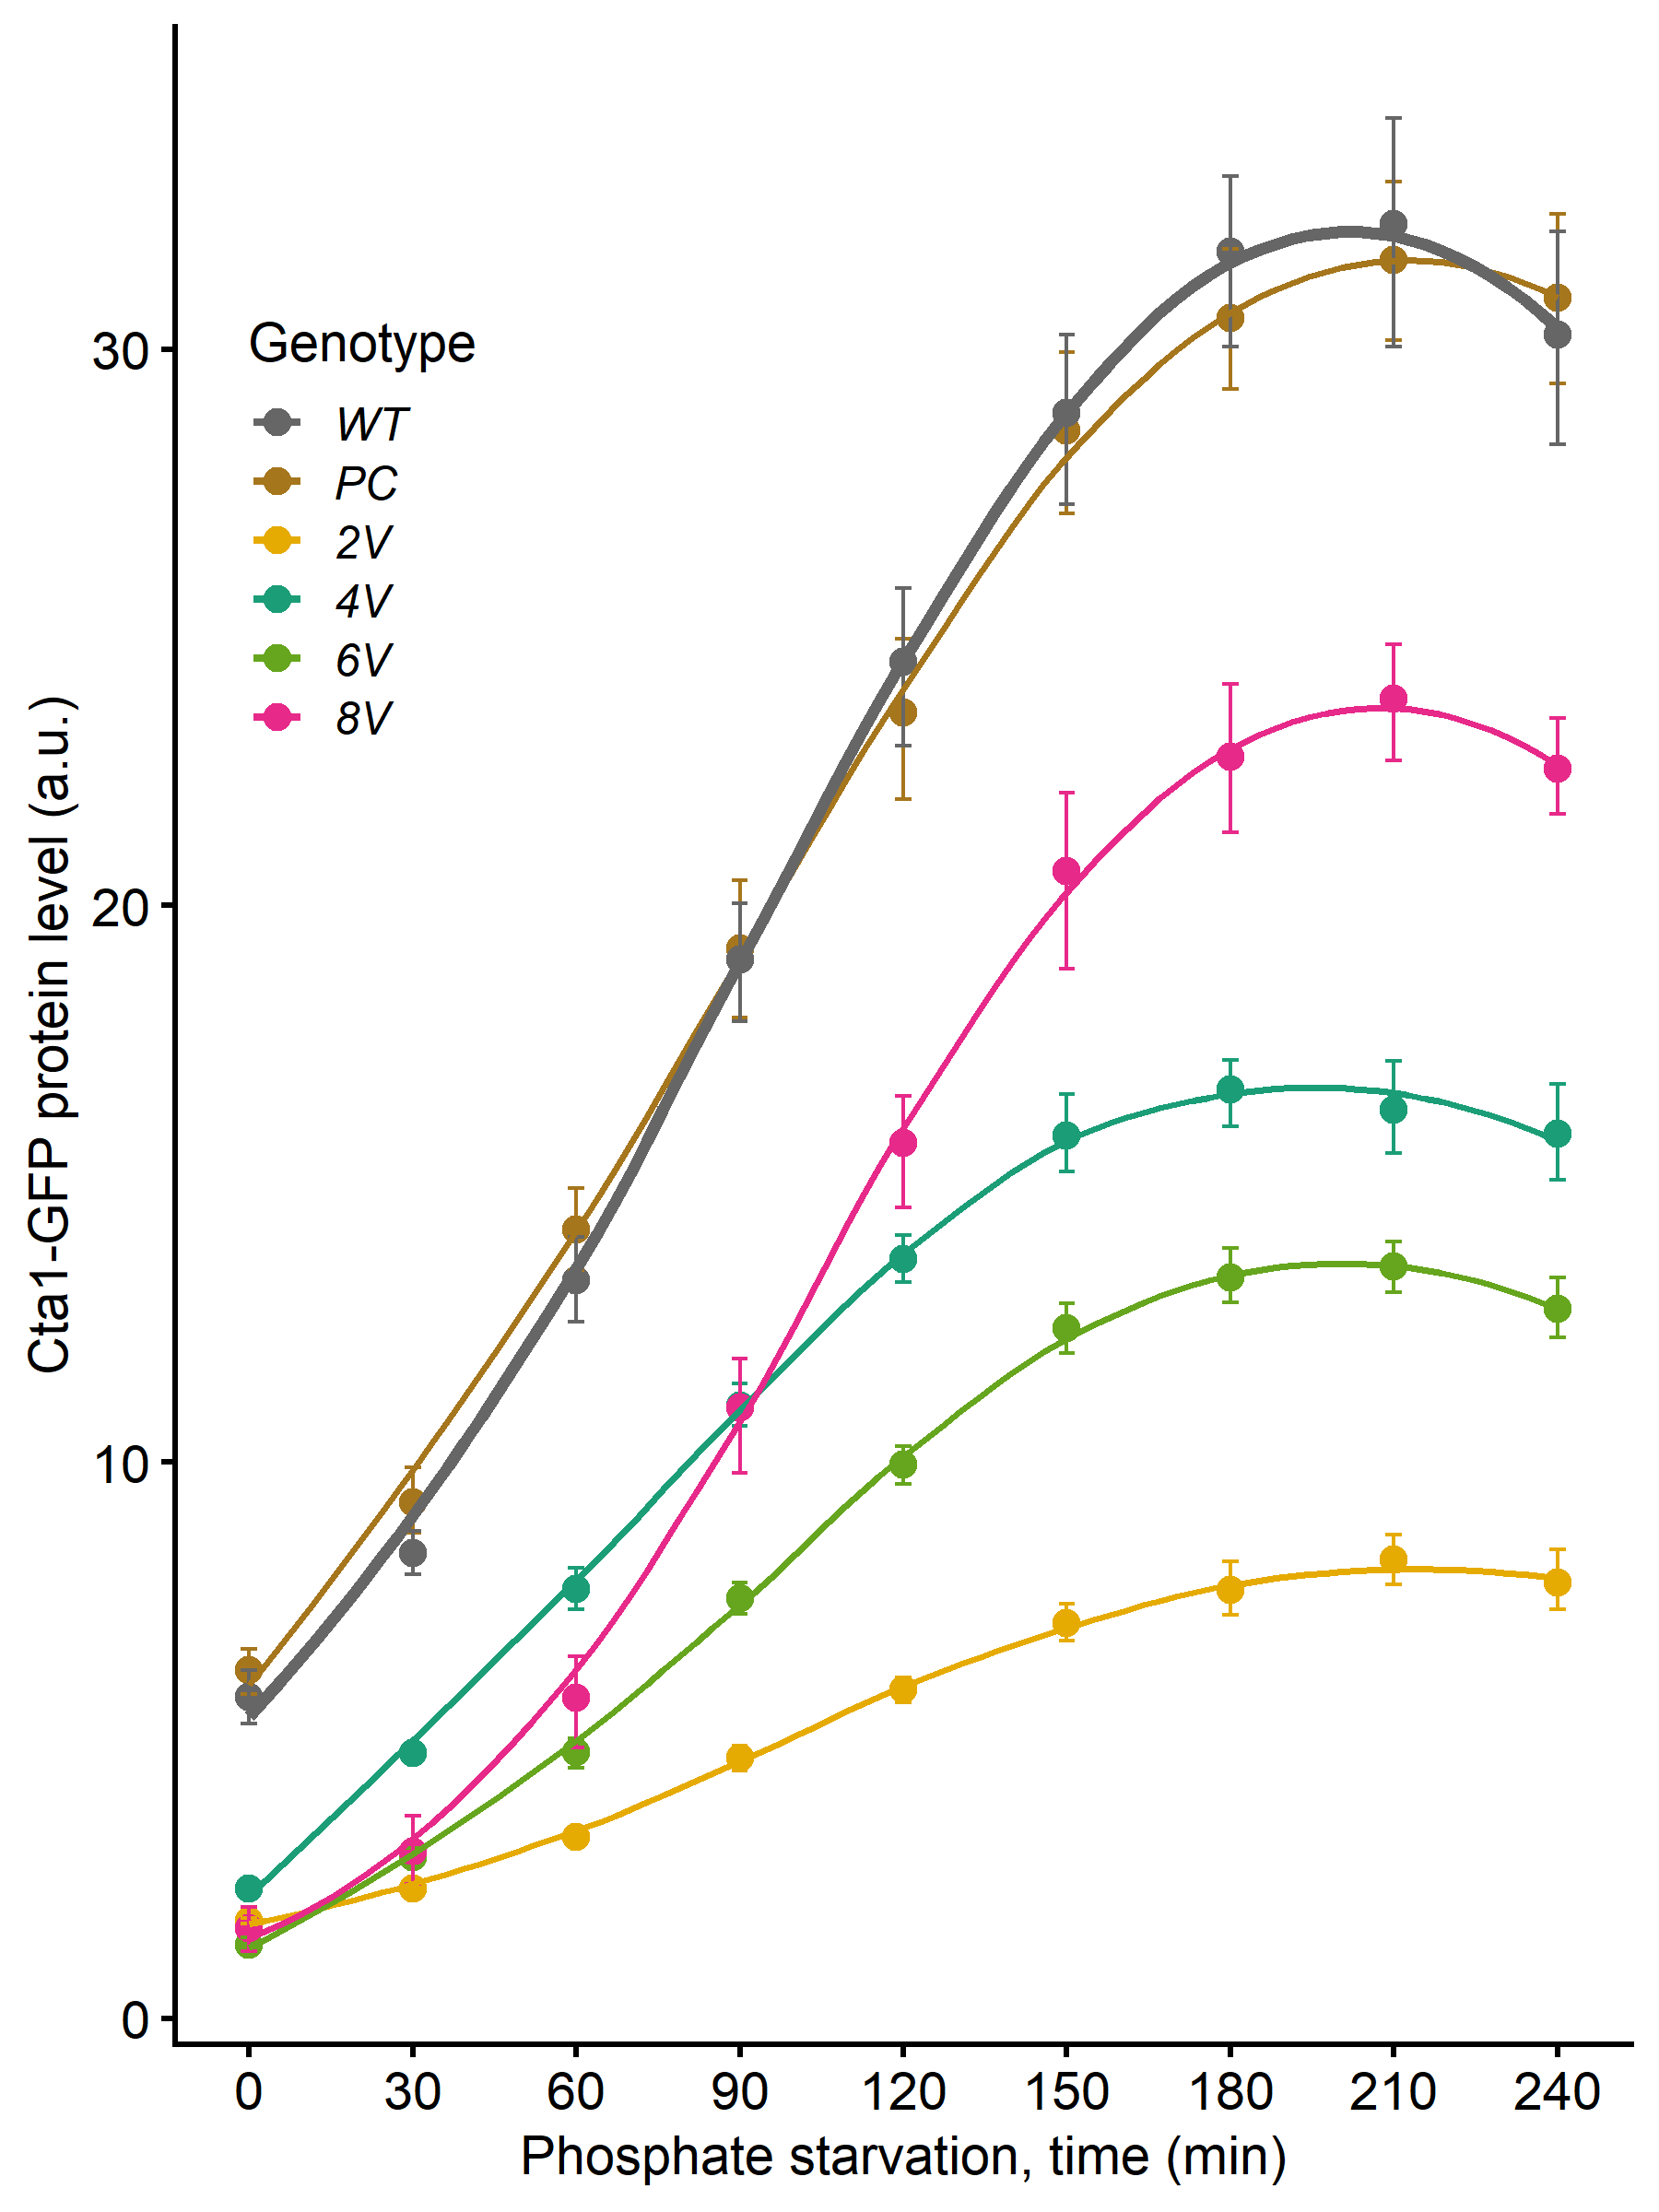 Genotype
WT
PC
2V
4V
6V
8V
Cta1-GFP protein level (a.u.)
30
20
10
0
0 30 60 90 120 150 180 210 240
Phosphate starvation, time (min)